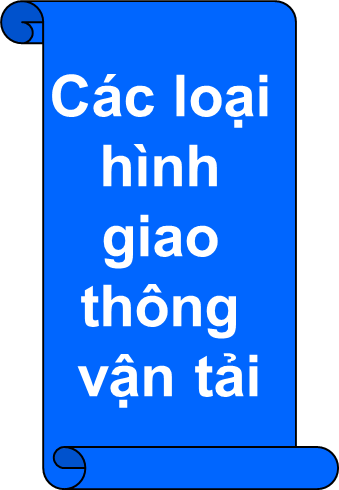 Các loại
hình
giao
thông
vận tải